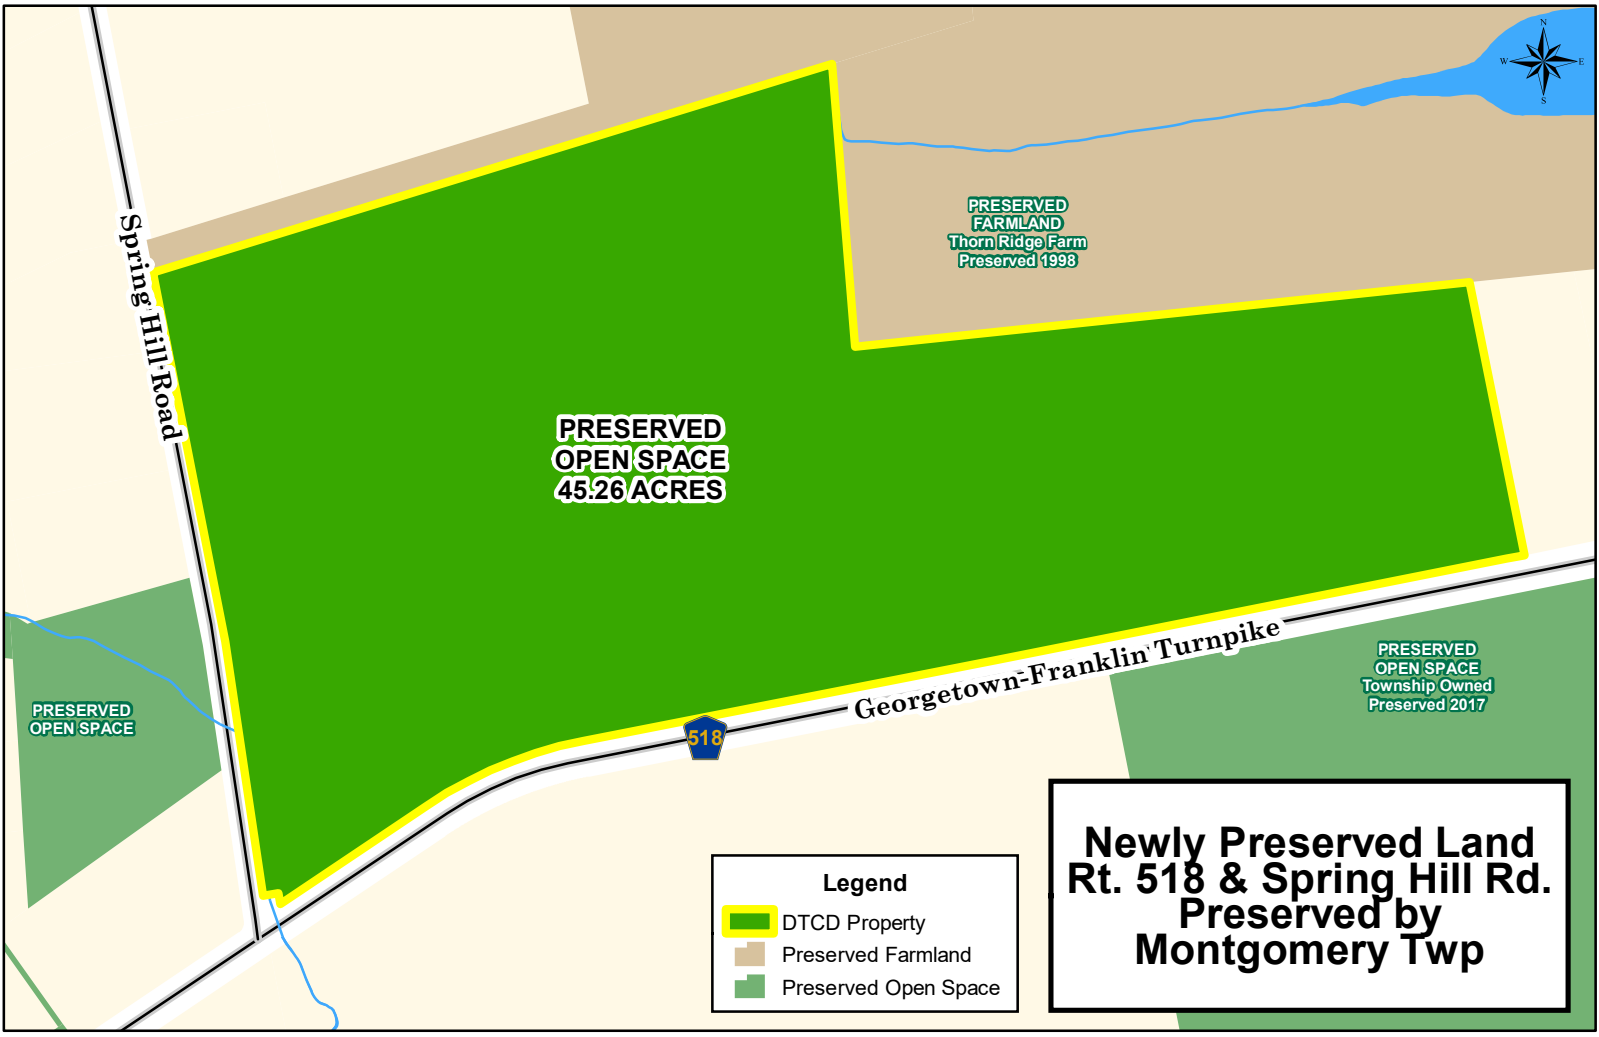 N
W
E
S
Spring Hill Road
PRESERVED
FARMLAND
Thorn Ridge Farm
Preserved 1998
PRESERVED
OPEN SPACE
45.26 ACRES
Georgetown-Franklin Turnpike
518
PRESERVED
OPEN SPACE
Township Owned
Preserved 2017
PRESERVED
OPEN SPACE
Legend
DTCD Property
Preserved Farmland
Preserved Open Space
Newly Preserved Land
Rt. 518 & Spring Hill Rd.
Preserved by
Montgomery Twp